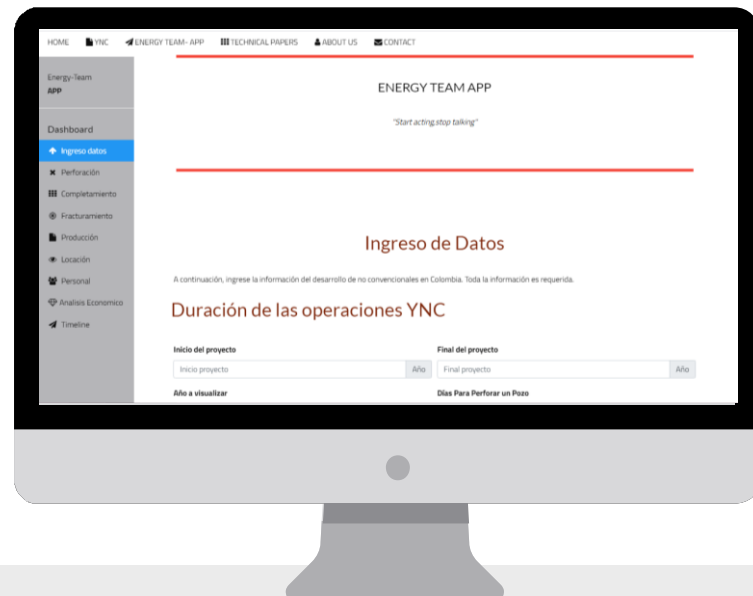 HOME YNC ENERGY TEAM- APP TECHNICAL PAPERS ABOUT US CONTACT
Energy-Team
APP
Dashboard
Ingreso datos
Perforación
Completamiento
Fracturamiento
Producción
Locación
Personal
Analisis Economico
Timeline
ENERGY TEAM APP
"Start acting,stop talking"
Ingreso de Datos
A continuación, ingrese la información del desarrollo de no convencionales en Colombia. Toda la información es requerida.
Duración de las operaciones YNC
Inicio del proyecto Final del proyecto
Inicio proyecto Año Final proyecto Año
Año a visualizar Días Para Perforar un Pozo